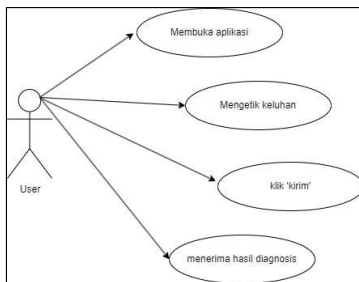 Membuka aplikasi
Mengetik keluhan
klik 'kirim'
User
menerima hasil diagnosis